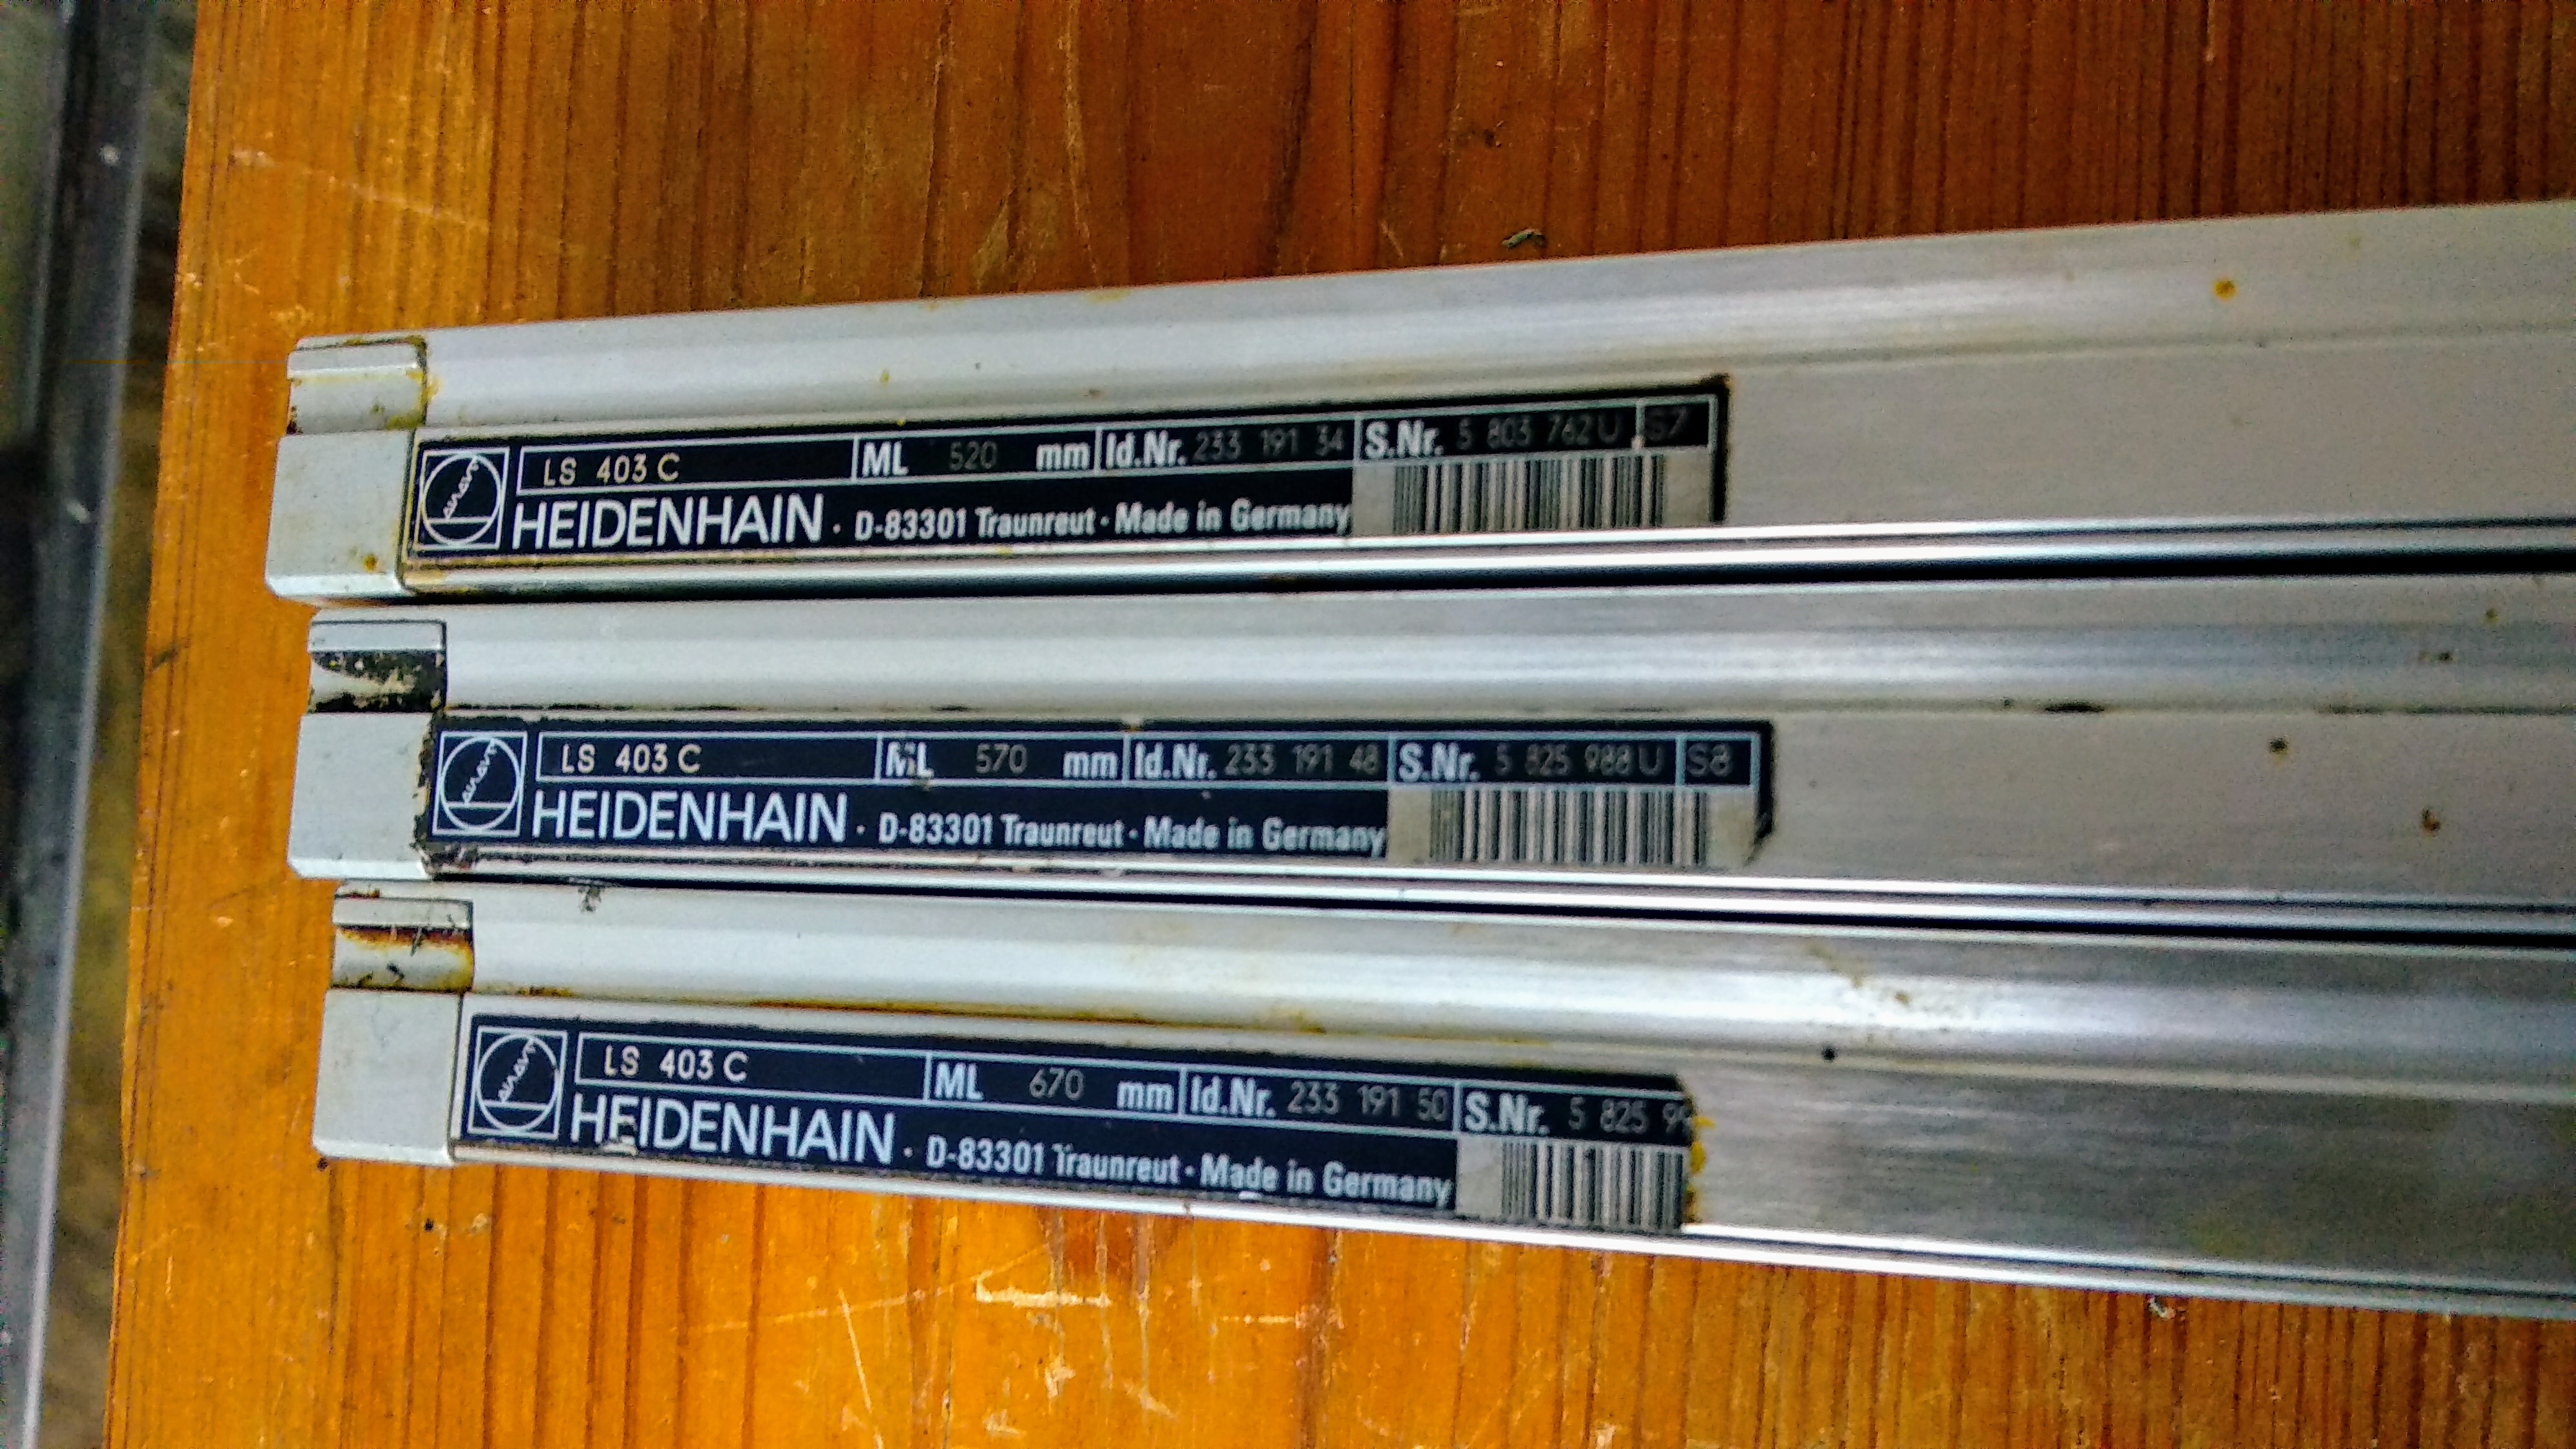 LS 403 C ML 520 mm Id.Nr. 233 191 34 S.Nr. 5 803 762 U S7
HEIDENHAIN · D-83301 Traunreut · Made in Germany
LS 403 C ML 570 mm Id.Nr. 233 191 48 S.Nr. 5 825 988 U S8
HEIDENHAIN · D-83301 Traunreut · Made in Germany
LS 403 C ML 670 mm Id.Nr. 233 191 50 S.Nr. 5 825
HEIDENHAIN · D-83301 Traunreut · Made in Germany